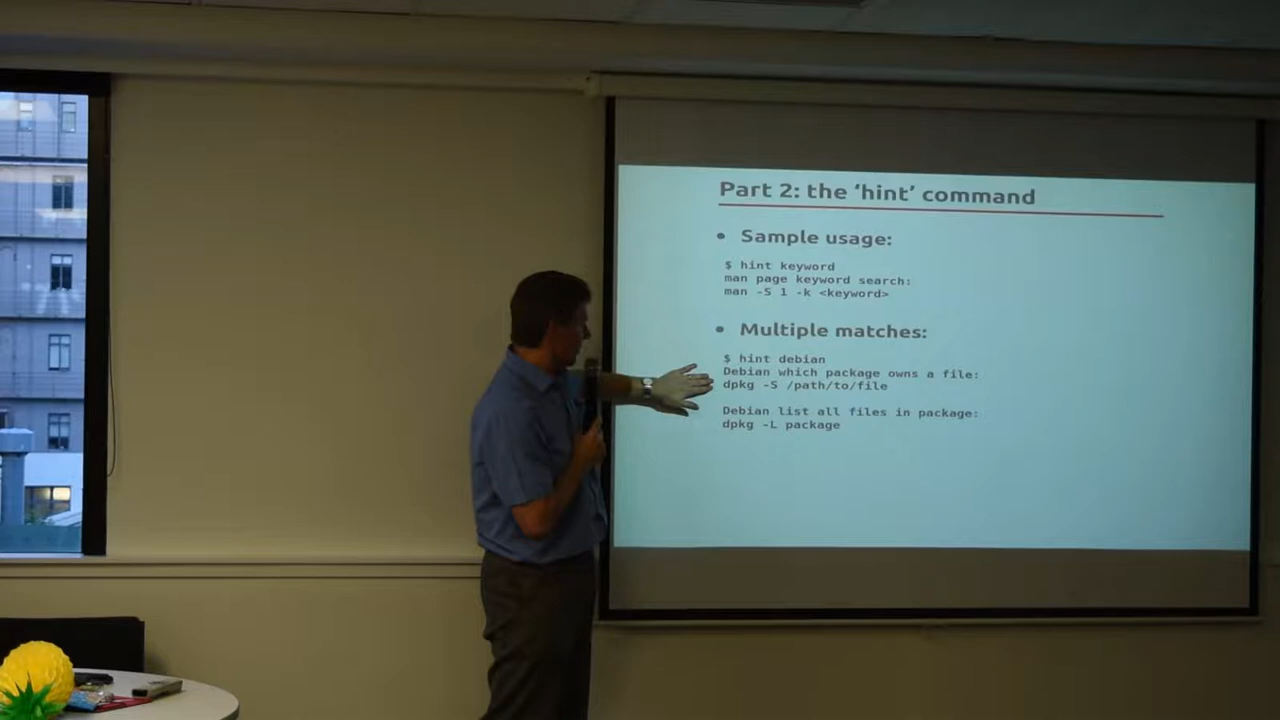 Part 2: the ‘hint’ command
• Sample usage:
$ hint keyword
man page keyword search:
man -S 1 -k <keyword>
• Multiple matches:
$ hint debian
Debian which package owns a file:
dpkg -S /path/to/file
Debian list all files in package:
dpkg -L package